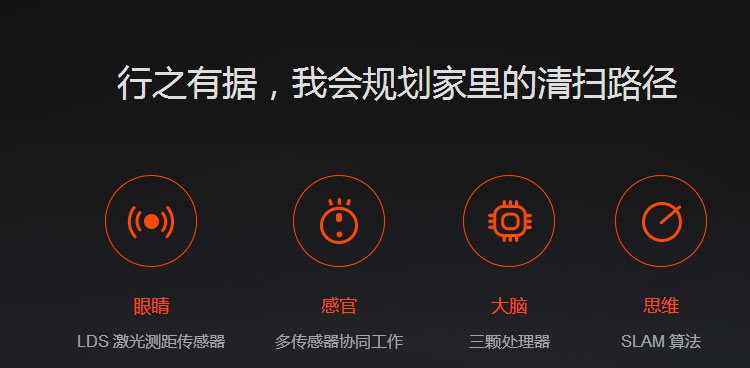 行之有据，我会规划家里的清扫路径
眼睛
感官
大脑
思维
LDS 激光测距传感器
多传感器协同工作
三颗处理器
SLAM 算法